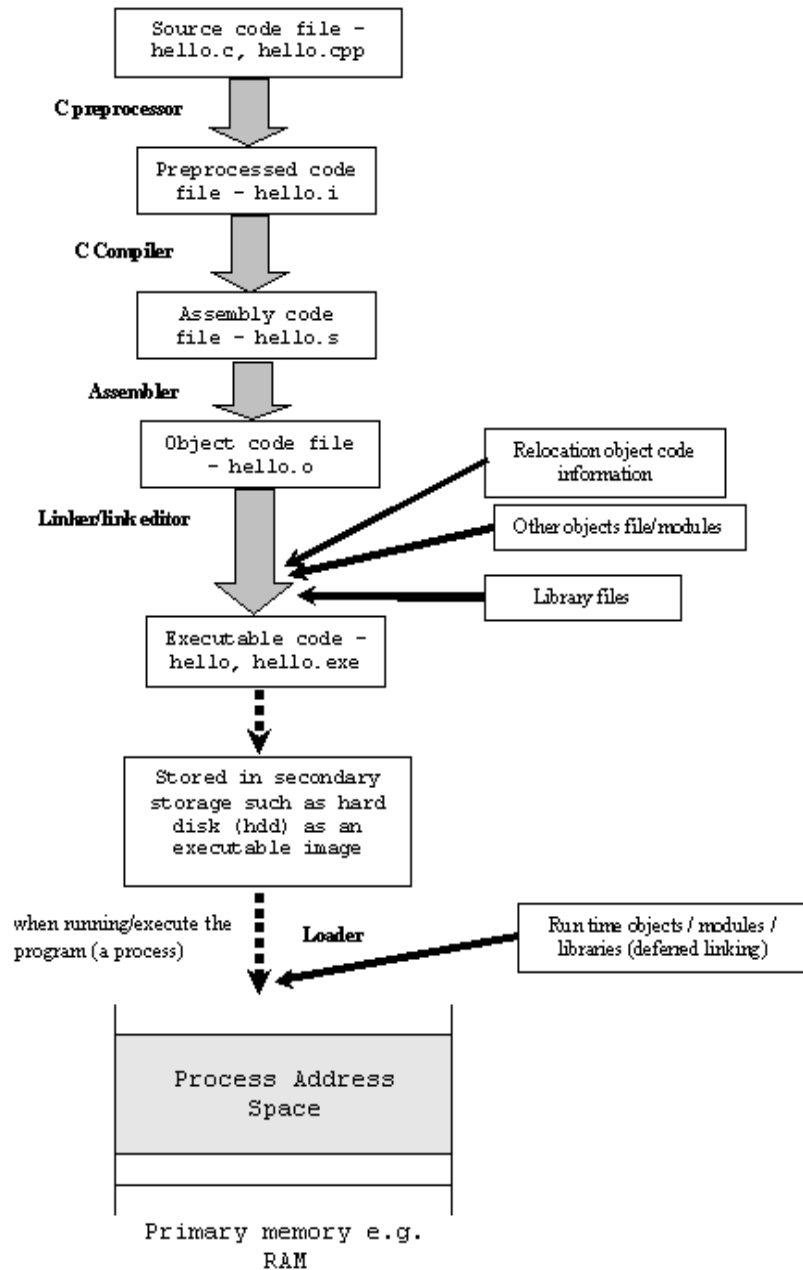 Source code file -
hello.c, hello.cpp
C preprocessor
Preprocessed code
file - hello.i
C Compiler
Assembly code
file - hello.s
Assembler
Object code file
- hello.o
Relocation object code
information
Linker/link editor
Other objects file/modules
Library files
Executable code -
hello, hello.exe
Stored in secondary
storage such as hard
disk (hdd) as an
executable image
when running/execute the
program (a process)
Loader
Run time objects / modules /
libraries (deferred linking)
Process Address
Space
Primary memory e.g.
RAM